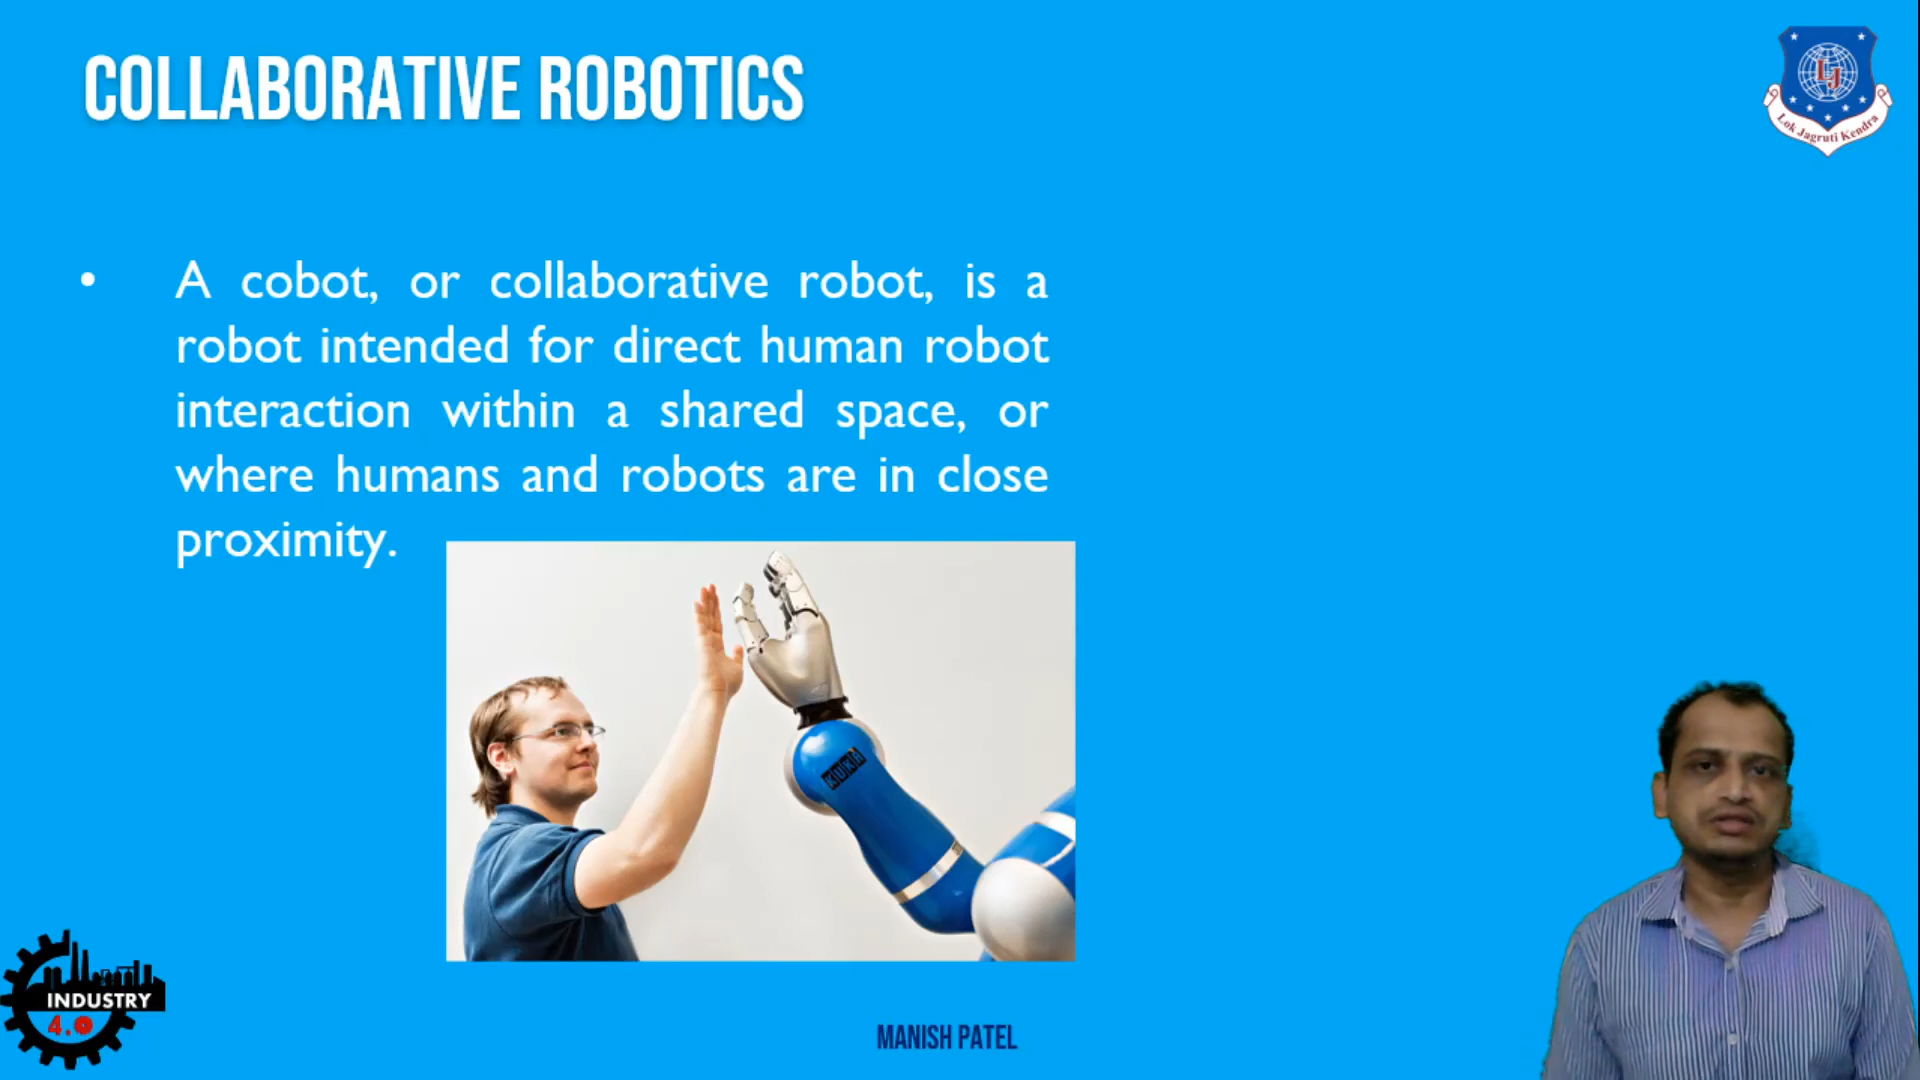 COLLABORATIVE ROBOTICS
LJ
Lok Jagruti Kendra
• A cobot, or collaborative robot, is a
robot intended for direct human robot
interaction within a shared space, or
where humans and robots are in close
proximity.
KUKA
INDUSTRY
4.0
MANISH PATEL